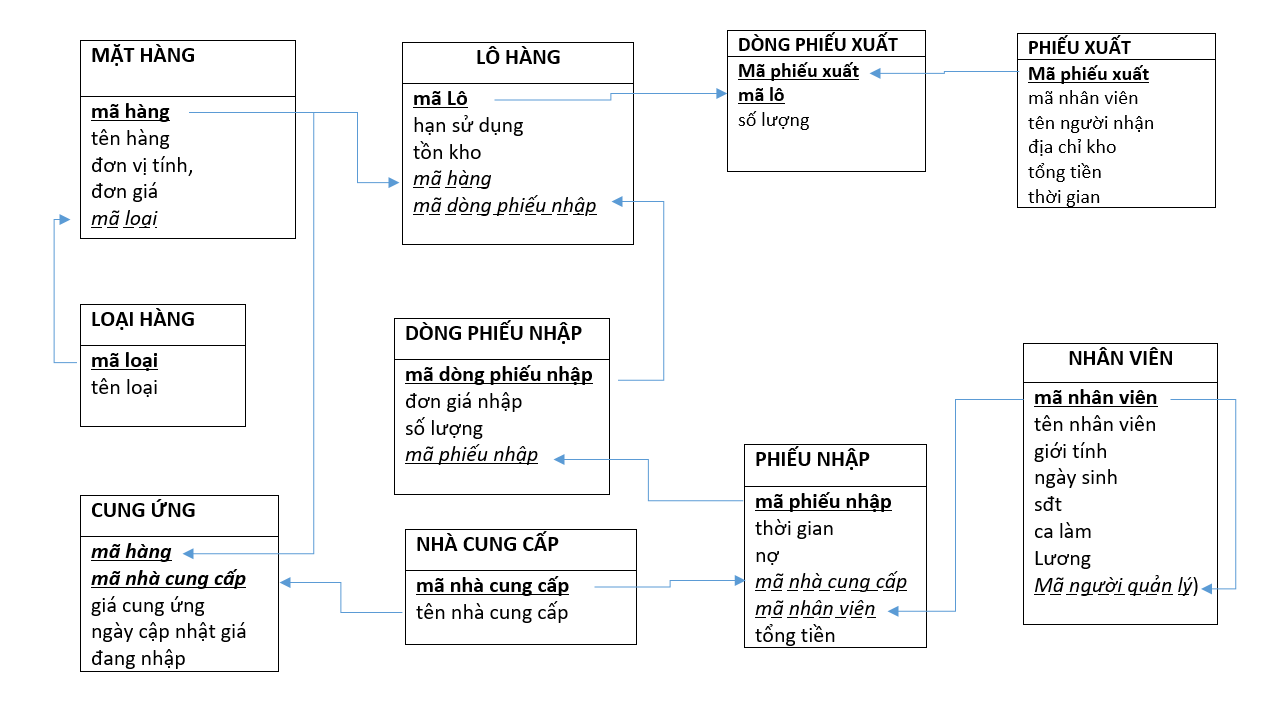 MẶT HÀNG
mã hàng
tên hàng
đơn vị tính,
đơn giá
mã loại
LÔ HÀNG
mã Lô
hạn sử dụng
tồn kho
mã hàng
mã dòng phiếu nhập
DÒNG PHIẾU XUẤT
Mã phiếu xuất
mã lô
số lượng
PHIẾU XUẤT
Mã phiếu xuất
mã nhân viên
tên người nhận
địa chỉ kho
tổng tiền
thời gian
LOẠI HÀNG
mã loại
tên loại
DÒNG PHIẾU NHẬP
mã dòng phiếu nhập
đơn giá nhập
số lượng
mã phiếu nhập
NHÂN VIÊN
mã nhân viên
tên nhân viên
giới tính
ngày sinh
sđt
ca làm
Lương
Mã người quản lý)
CUNG ỨNG
mã hàng
mã nhà cung cấp
giá cung ứng
ngày cập nhật giá
đang nhập
NHÀ CUNG CẤP
mã nhà cung cấp
tên nhà cung cấp
PHIẾU NHẬP
mã phiếu nhập
thời gian
nợ
mã nhà cung cấp
mã nhân viên
tổng tiền